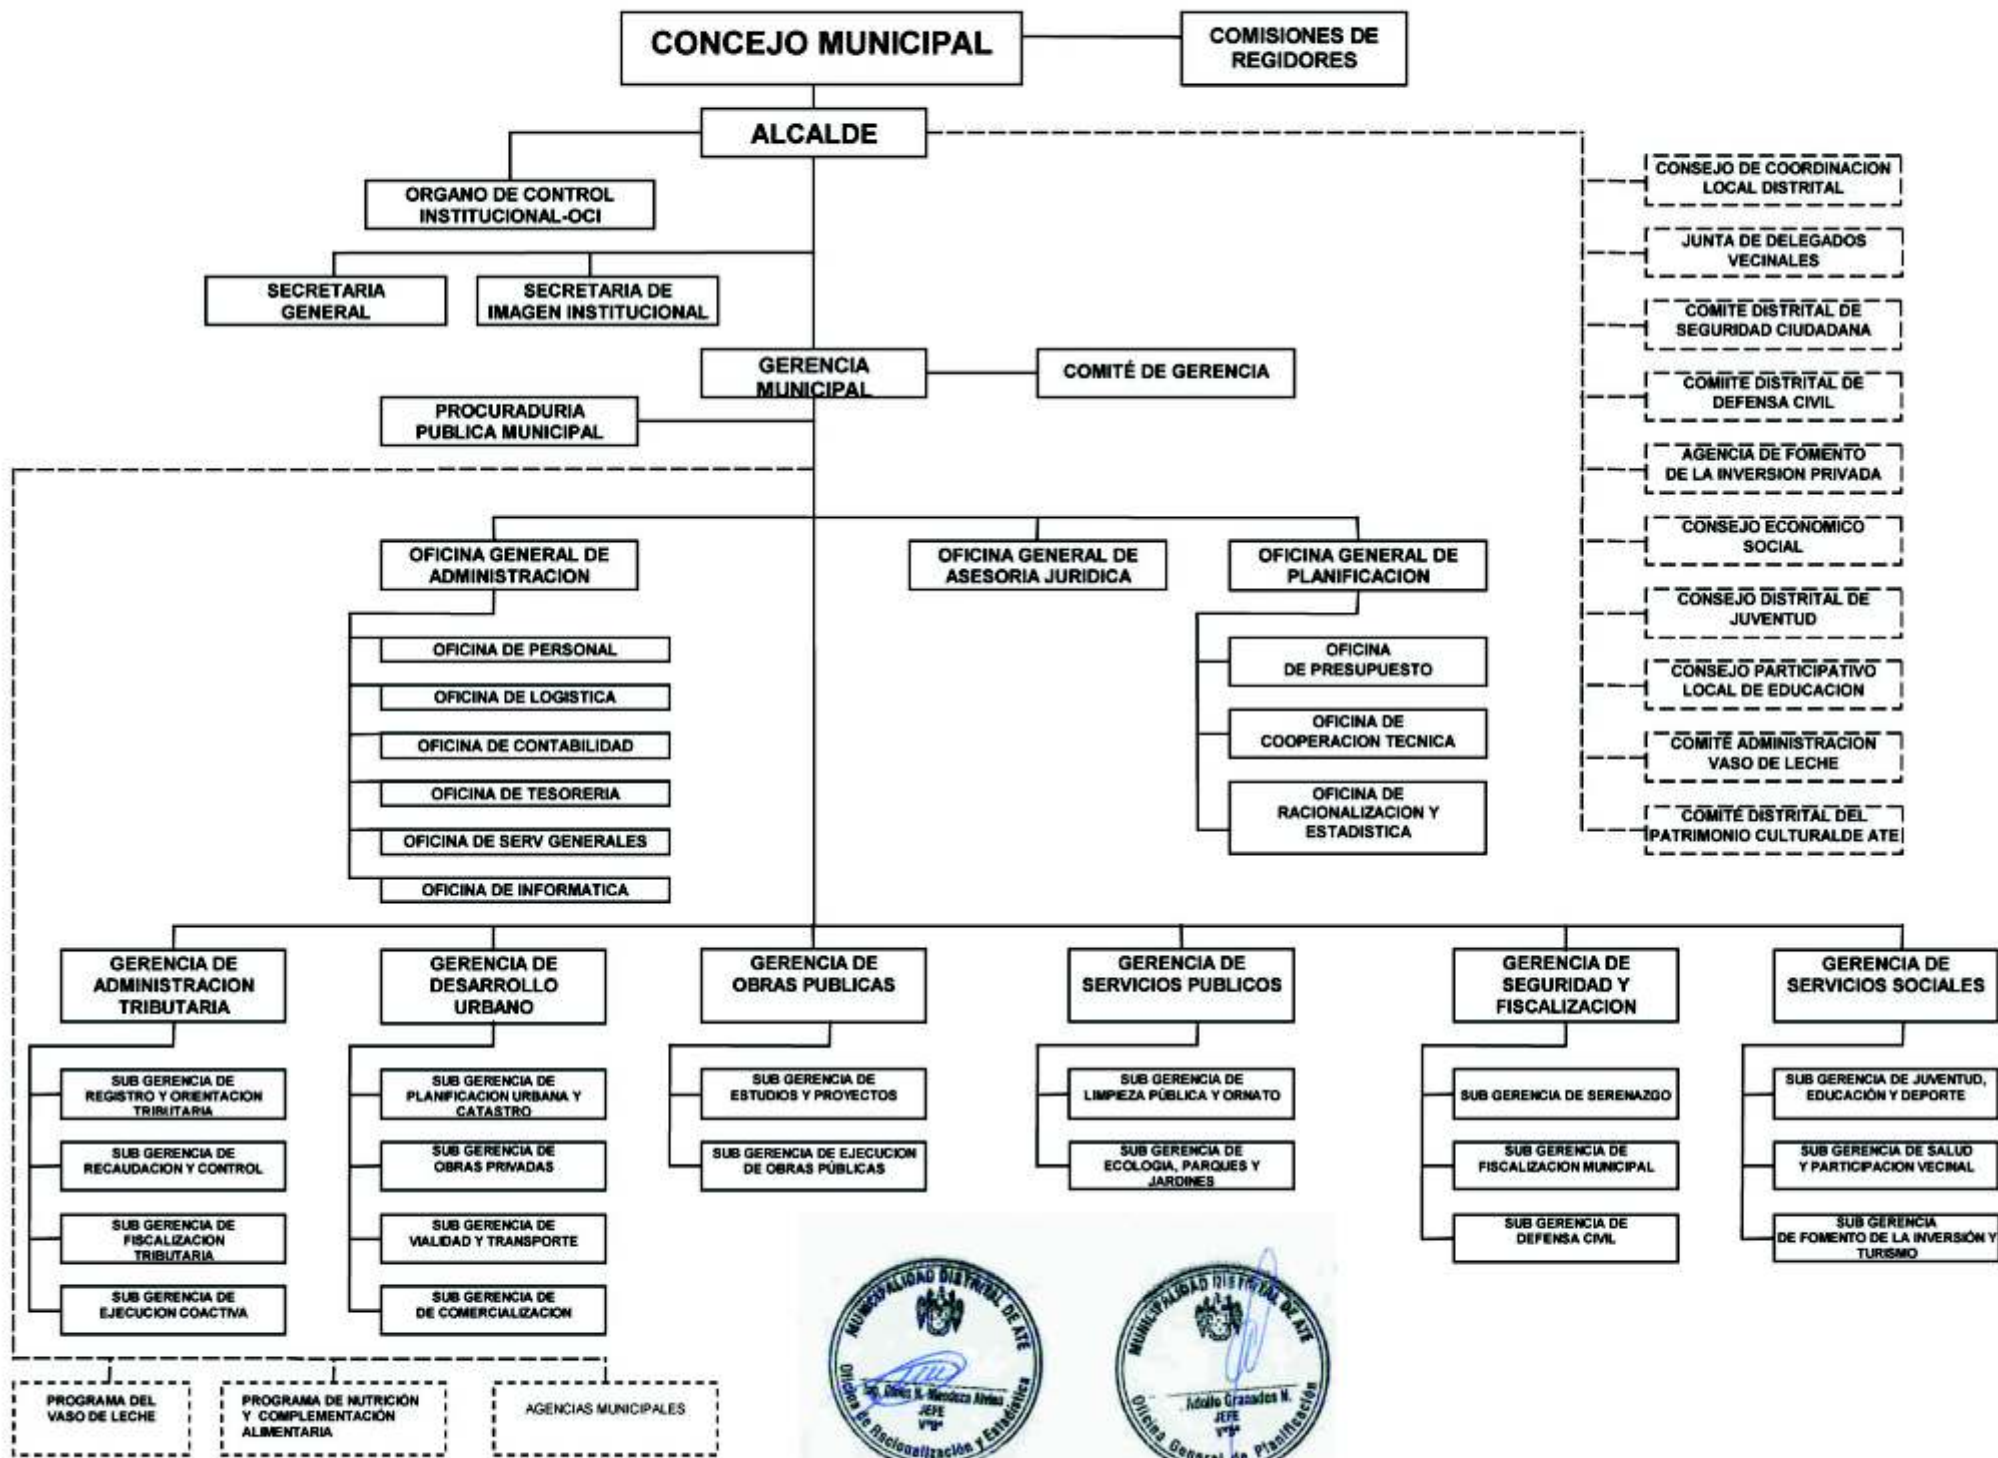 CONCEJO MUNICIPAL
COMISIONES DE
REGIDORES
ALCALDE
ORGANO DE CONTROL
INSTITUCIONAL-OCI
SECRETARIA
GENERAL
SECRETARIA DE
IMAGEN INSTITUCIONAL
GERENCIA
MUNICIPAL
COMITÉ DE GERENCIA
PROCURADURIA
PUBLICA MUNICIPAL
CONSEJO DE COORDINACION
LOCAL DISTRITAL
JUNTA DE DELEGADOS
VECINALES
COMITE DISTRITAL DE
SEGURIDAD CIUDADANA
COMIITE DISTRITAL DE
DEFENSA CIVIL
AGENCIA DE FOMENTO
DE LA INVERSION PRIVADA
CONSEJO ECONOMICO
SOCIAL
CONSEJO DISTRITAL DE
JUVENTUD
CONSEJO PARTICIPATIVO
LOCAL DE EDUCACION
COMITÉ ADMINISTRACION
VASO DE LECHE
COMITÉ DISTRITAL DEL
PATRIMONIO CULTURALDE ATE
OFICINA GENERAL DE
ADMINISTRACION
OFICINA DE PERSONAL
OFICINA DE LOGISTICA
OFICINA DE CONTABILIDAD
OFICINA DE TESORERIA
OFICINA DE SERV GENERALES
OFICINA DE INFORMATICA
OFICINA GENERAL DE
ASESORIA JURIDICA
OFICINA GENERAL DE
PLANIFICACION
OFICINA
DE PRESUPUESTO
OFICINA DE
COOPERACION TECNICA
OFICINA DE
RACIONALIZACION Y
ESTADISTICA
GERENCIA DE
ADMINISTRACION
TRIBUTARIA
SUB GERENCIA DE
REGISTRO Y ORIENTACION
TRIBUTARIA
SUB GERENCIA DE
RECAUDACION Y CONTROL
SUB GERENCIA DE
FISCALIZACION
TRIBUTARIA
SUB GERENCIA DE
EJECUCION COACTIVA
GERENCIA DE
DESARROLLO
URBANO
SUB GERENCIA DE
PLANIFICACION URBANA Y
CATASTRO
SUB GERENCIA DE
OBRAS PRIVADAS
SUB GERENCIA DE
VIALIDAD Y TRANSPORTE
SUB GERENCIA DE
DE COMERCIALIZACION
GERENCIA DE
OBRAS PUBLICAS
SUB GERENCIA DE
ESTUDIOS Y PROYECTOS
SUB GERENCIA DE EJECUCION
DE OBRAS PÚBLICAS
GERENCIA DE
SERVICIOS PUBLICOS
SUB GERENCIA DE
LIMPIEZA PÚBLICA Y ORNATO
SUB GERENCIA DE
ECOLOGIA, PARQUES Y
JARDINES
GERENCIA DE
SEGURIDAD Y
FISCALIZACION
SUB GERENCIA DE SERENAZGO
SUB GERENCIA DE
FISCALIZACION MUNICIPAL
SUB GERENCIA DE
DEFENSA CIVIL
GERENCIA DE
SERVICIOS SOCIALES
SUB GERENCIA DE JUVENTUD,
EDUCACIÓN Y DEPORTE
SUB GERENCIA DE SALUD
Y PARTICIPACION VECINAL
SUB GERENCIA
DE FOMENTO DE LA INVERSIÓN Y
TURISMO
PROGRAMA DEL
VASO DE LECHE
PROGRAMA DE NUTRICIÓN
Y COMPLEMENTACIÓN
ALIMENTARIA
AGENCIAS MUNICIPALES
MUNICIPALIDAD DISTRITAL DE ATE
Mendoza
JEFE
V°B°
Oficina de Racionalización y Estadística
MUNICIPALIDAD DISTRITAL DE ATE
Adolfo Granados N.
JEFE
V°B°
Oficina General de Planificación